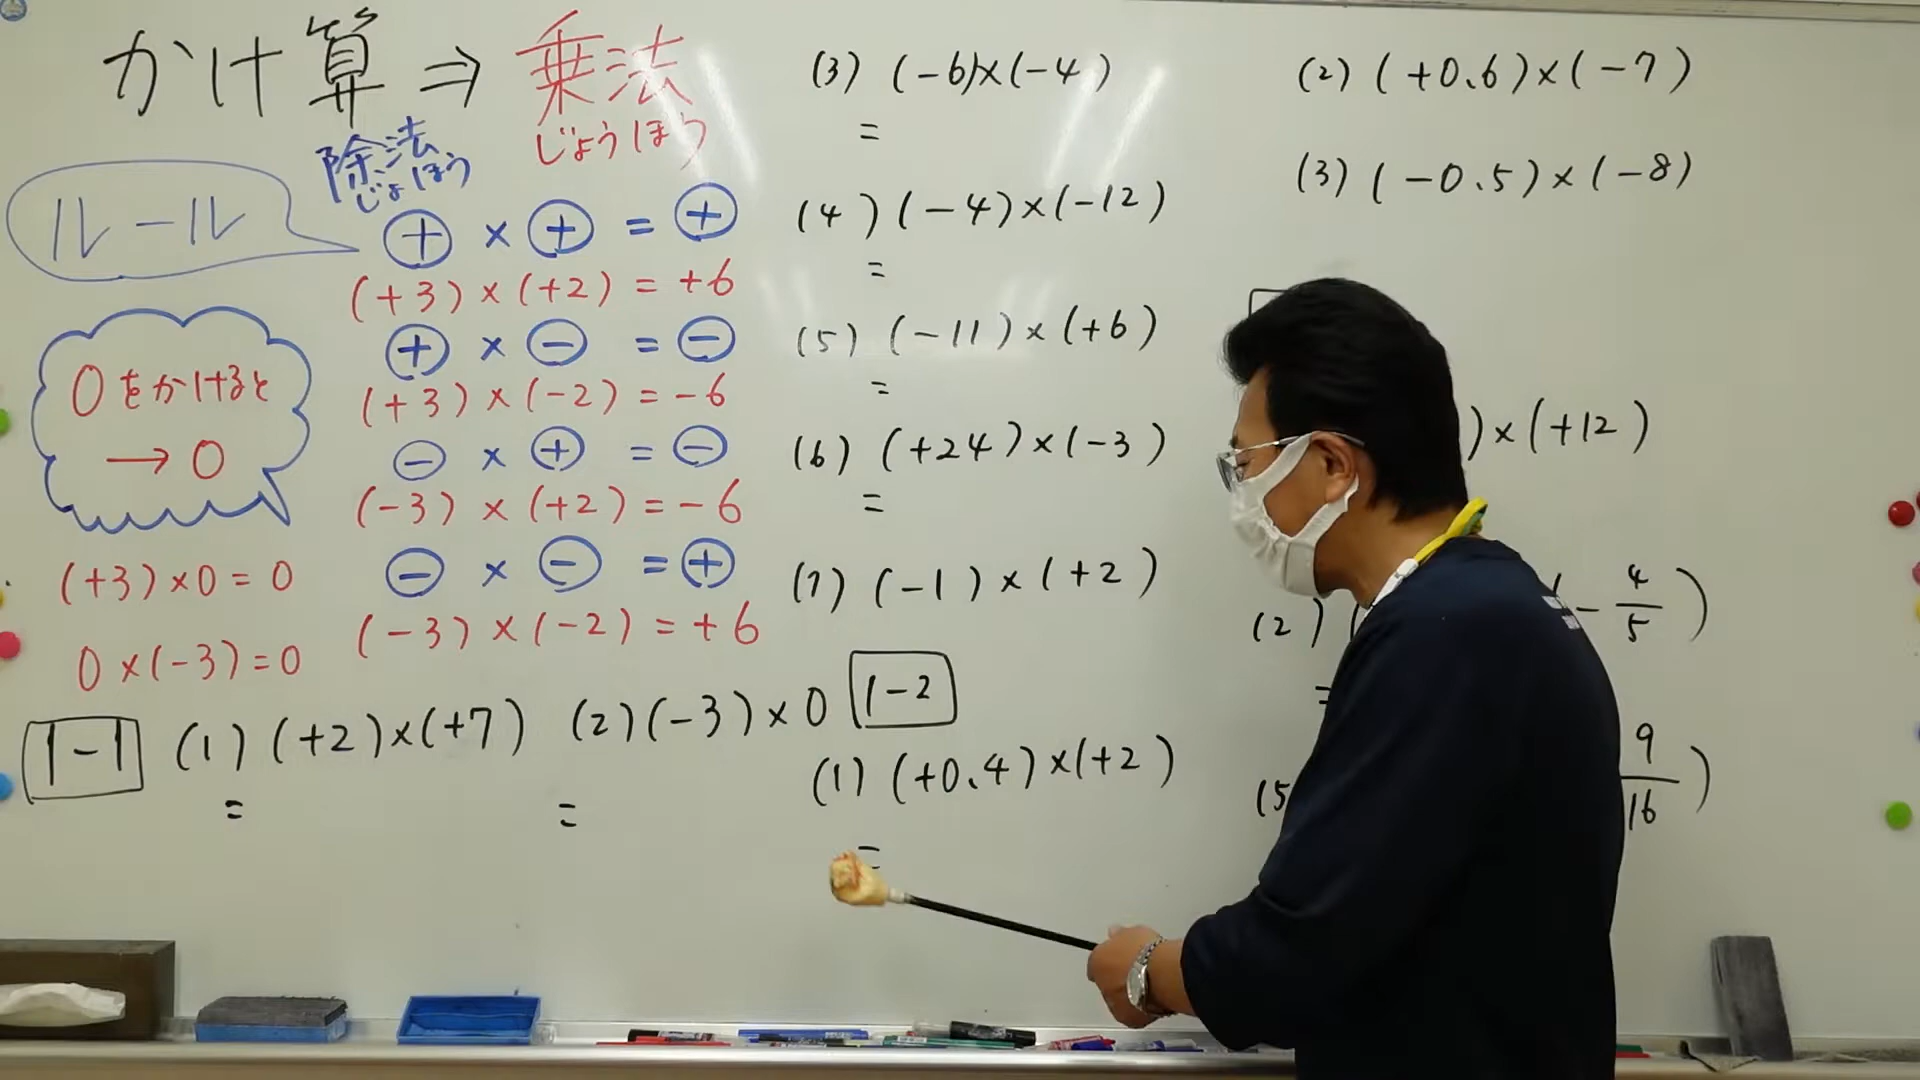 かけ算 ⇒ 乗法
じょうほう
除法
じょほう
ルール
⊕ × ⊕ = ⊕
(+3)×(+2)=+6
⊕ × ⊖ = ⊖
(+3)×(-2)=-6
⊖ × ⊕ = ⊖
(-3)×(+2)=-6
⊖ × ⊖ = ⊕
(-3)×(-2)=+6
0をかけると
→ 0
(+3)×0=0
0×(-3)=0
1-1 (1) (+2)×(+7)
=
(2) (-3)×0
=
(3) (-6)×(-4)
=
(4) (-4)×(-12)
=
(5) (-11)×(+6)
=
(6) (+24)×(-3)
=
(7) (-1)×(+2)
1-2
(1) (+0.4)×(+2)
=
(2) (+0.6)×(-7)
(3) (-0.5)×(-8)
)×(+12)
(2) ( -4/5)
=
(5 9/16)